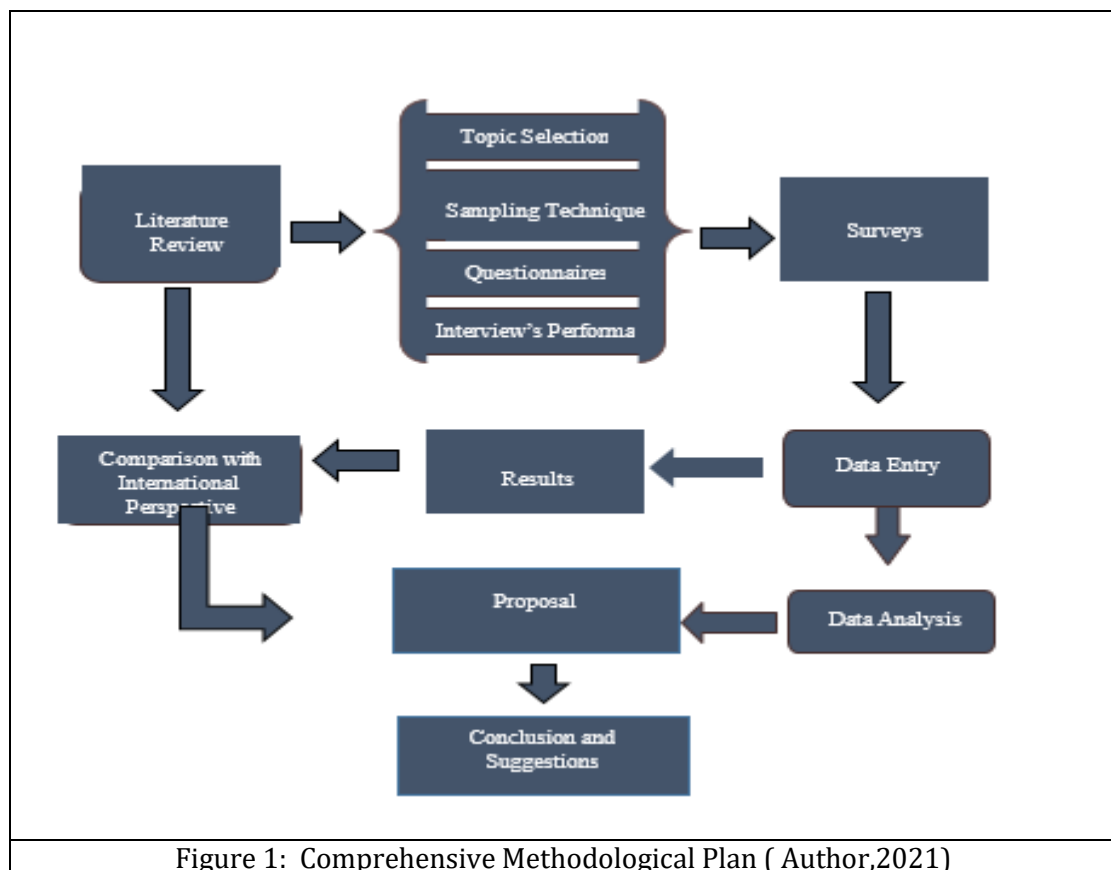 Topic Selection
Literature
Review
Sampling Technique
Surveys
Questionnaires
Interview's Performa
Comparison with
International
Perspective
Results
Data Entry
Proposal
Data Analysis
Conclusion and
Suggestions
Figure 1:  Comprehensive Methodological Plan ( Author,2021)